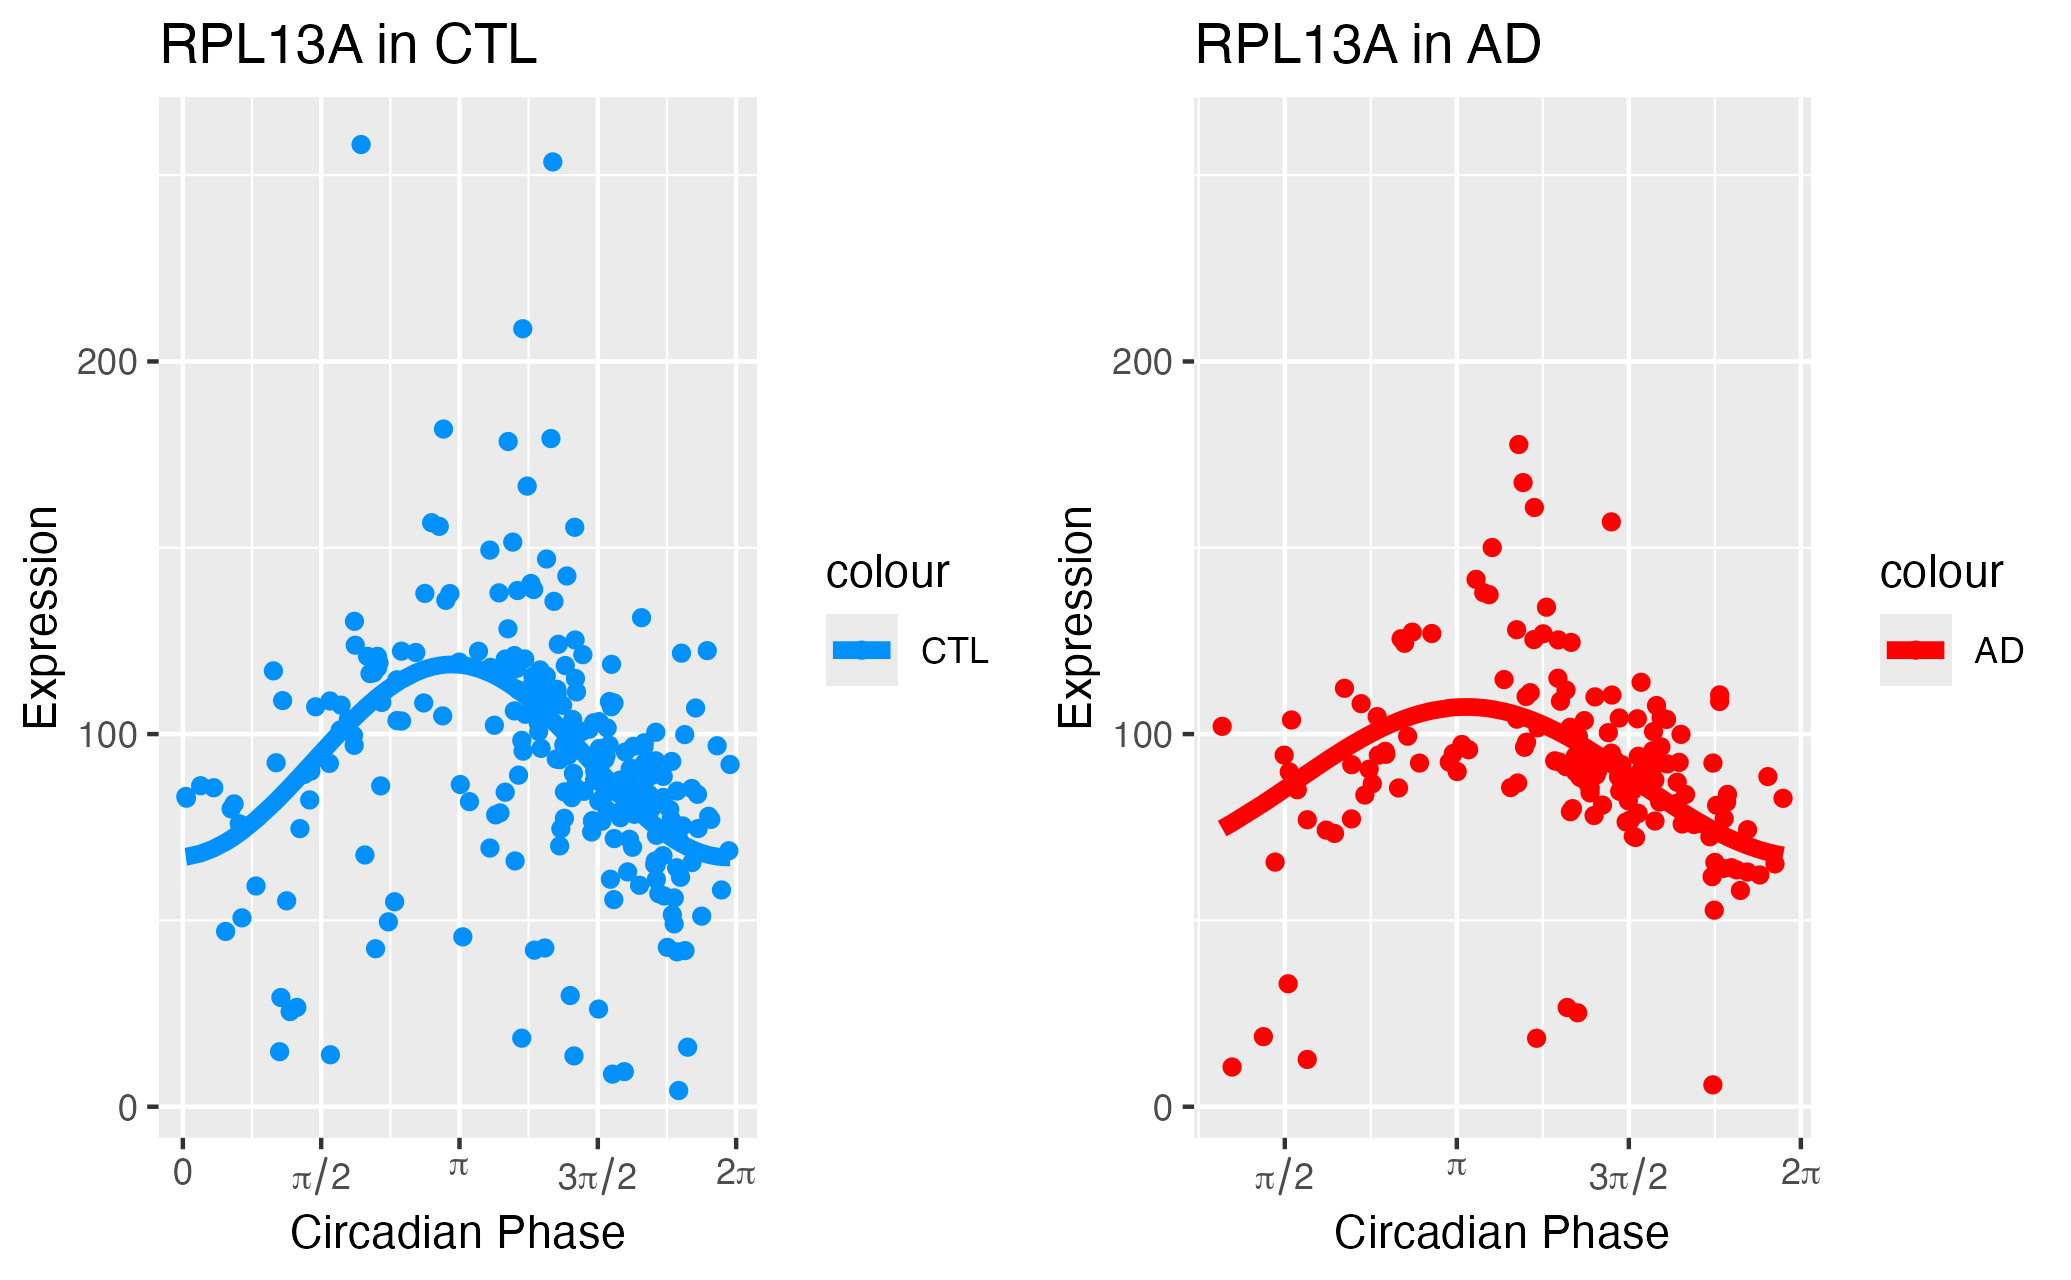 RPL13A in CTL
Expression
200
100
0
0 π/2 π 3π/2 2π
Circadian Phase
colour
CTL
RPL13A in AD
Expression
200
100
0
π/2 π 3π/2 2π
Circadian Phase
colour
AD